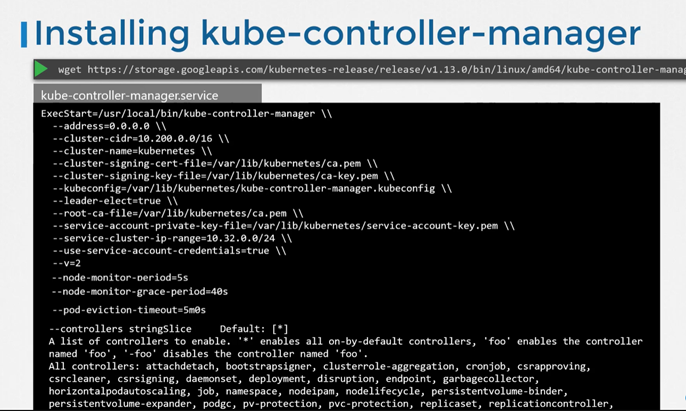 Installing kube-controller-manager
wget https://storage.googleapis.com/kubernetes-release/release/v1.13.0/bin/linux/amd64/kube-controller-manag
kube-controller-manager.service
ExecStart=/usr/local/bin/kube-controller-manager \\
--address=0.0.0.0 \\
--cluster-cidr=10.200.0.0/16 \\
--cluster-name=kubernetes \\
--cluster-signing-cert-file=/var/lib/kubernetes/ca.pem \\
--cluster-signing-key-file=/var/lib/kubernetes/ca-key.pem \\
--kubeconfig=/var/lib/kubernetes/kube-controller-manager.kubeconfig \\
--leader-elect=true \\
--root-ca-file=/var/lib/kubernetes/ca.pem \\
--service-account-private-key-file=/var/lib/kubernetes/service-account-key.pem \\
--service-cluster-ip-range=10.32.0.0/24 \\
--use-service-account-credentials=true \\
--v=2
--node-monitor-period=5s
--node-monitor-grace-period=40s
--pod-eviction-timeout=5m0s
--controllers stringSlice     Default: [*]
A list of controllers to enable. '*' enables all on-by-default controllers, 'foo' enables the controller
named 'foo', '-foo' disables the controller named 'foo'.
All controllers: attachdetach, bootstrapsigner, clusterrole-aggregation, cronjob, csrapproving,
csrcleaner, csrsigning, daemonset, deployment, disruption, endpoint, garbagecollector,
horizontalpodautoscaling, job, namespace, nodeipam, nodelifecycle, persistentvolume-binder,
persistentvolume-expander, podgc, pv-protection, pvc-protection, replicaset, replicationcontroller,